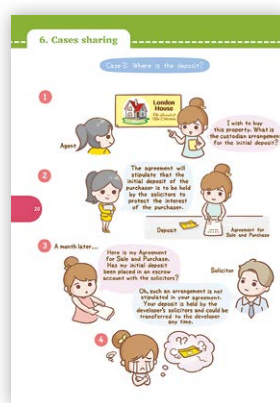 6. Cases sharing
Case 3: Where is the deposit?
1
London
House
Agent
I wish to buy
this property. What is
the custodian arrangement
for the initial deposit?
2
The agreement will
stipulate that the
initial deposit of the
purchaser is to be held
by the solicitors to
protect the interest
of the purchaser.
Deposit
Agreement for
Sale and Purchase
3
A month later...
Here is my Agreement
for Sale and Purchase.
Has my initial deposit
been placed in an escrow
account with the solicitors?
Solicitor
Oh, such an arrangement is not
stipulated in your agreement.
Your deposit is held by the
developer's solicitors and could be
transferred to the developer
any time.
4